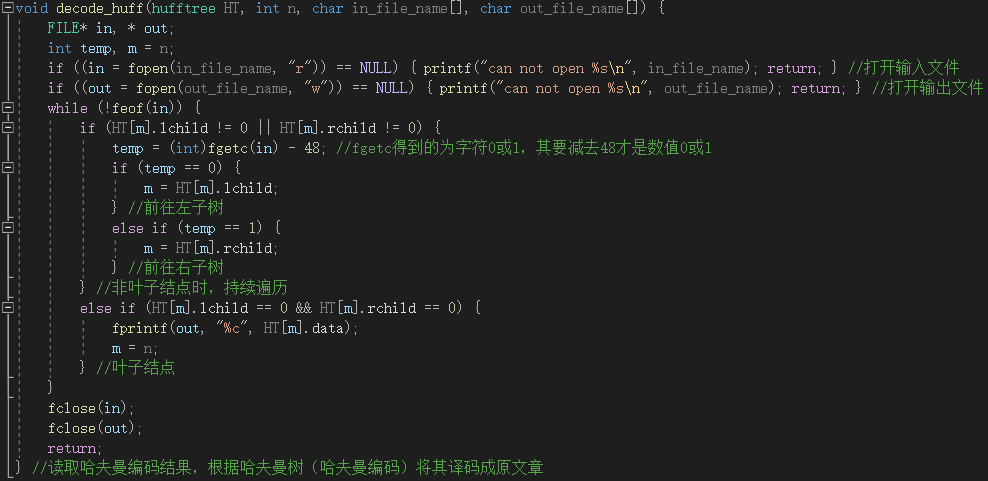 void decode_huff(hufftree HT, int n, char in_file_name[], char out_file_name[]) {
FILE* in, * out;
int temp, m = n;
if ((in = fopen(in_file_name, "r")) == NULL) { printf("can not open %s\n", in_file_name); return; } //打开输入文件
if ((out = fopen(out_file_name, "w")) == NULL) { printf("can not open %s\n", out_file_name); return; } //打开输出文件
while (!feof(in)) {
if (HT[m].lchild != 0 || HT[m].rchild != 0) {
temp = (int)fgetc(in) - 48; //fgetc得到的为字符0或1，其要减去48才是数值0或1
if (temp == 0) {
m = HT[m].lchild;
} //前往左子树
else if (temp == 1) {
m = HT[m].rchild;
} //前往右子树
} //非叶子结点时，持续遍历
else if (HT[m].lchild == 0 && HT[m].rchild == 0) {
fprintf(out, "%c", HT[m].data);
m = n;
} //叶子结点
}
fclose(in);
fclose(out);
return;
} //读取哈夫曼编码结果，根据哈夫曼树（哈夫曼编码）将其译码成原文章